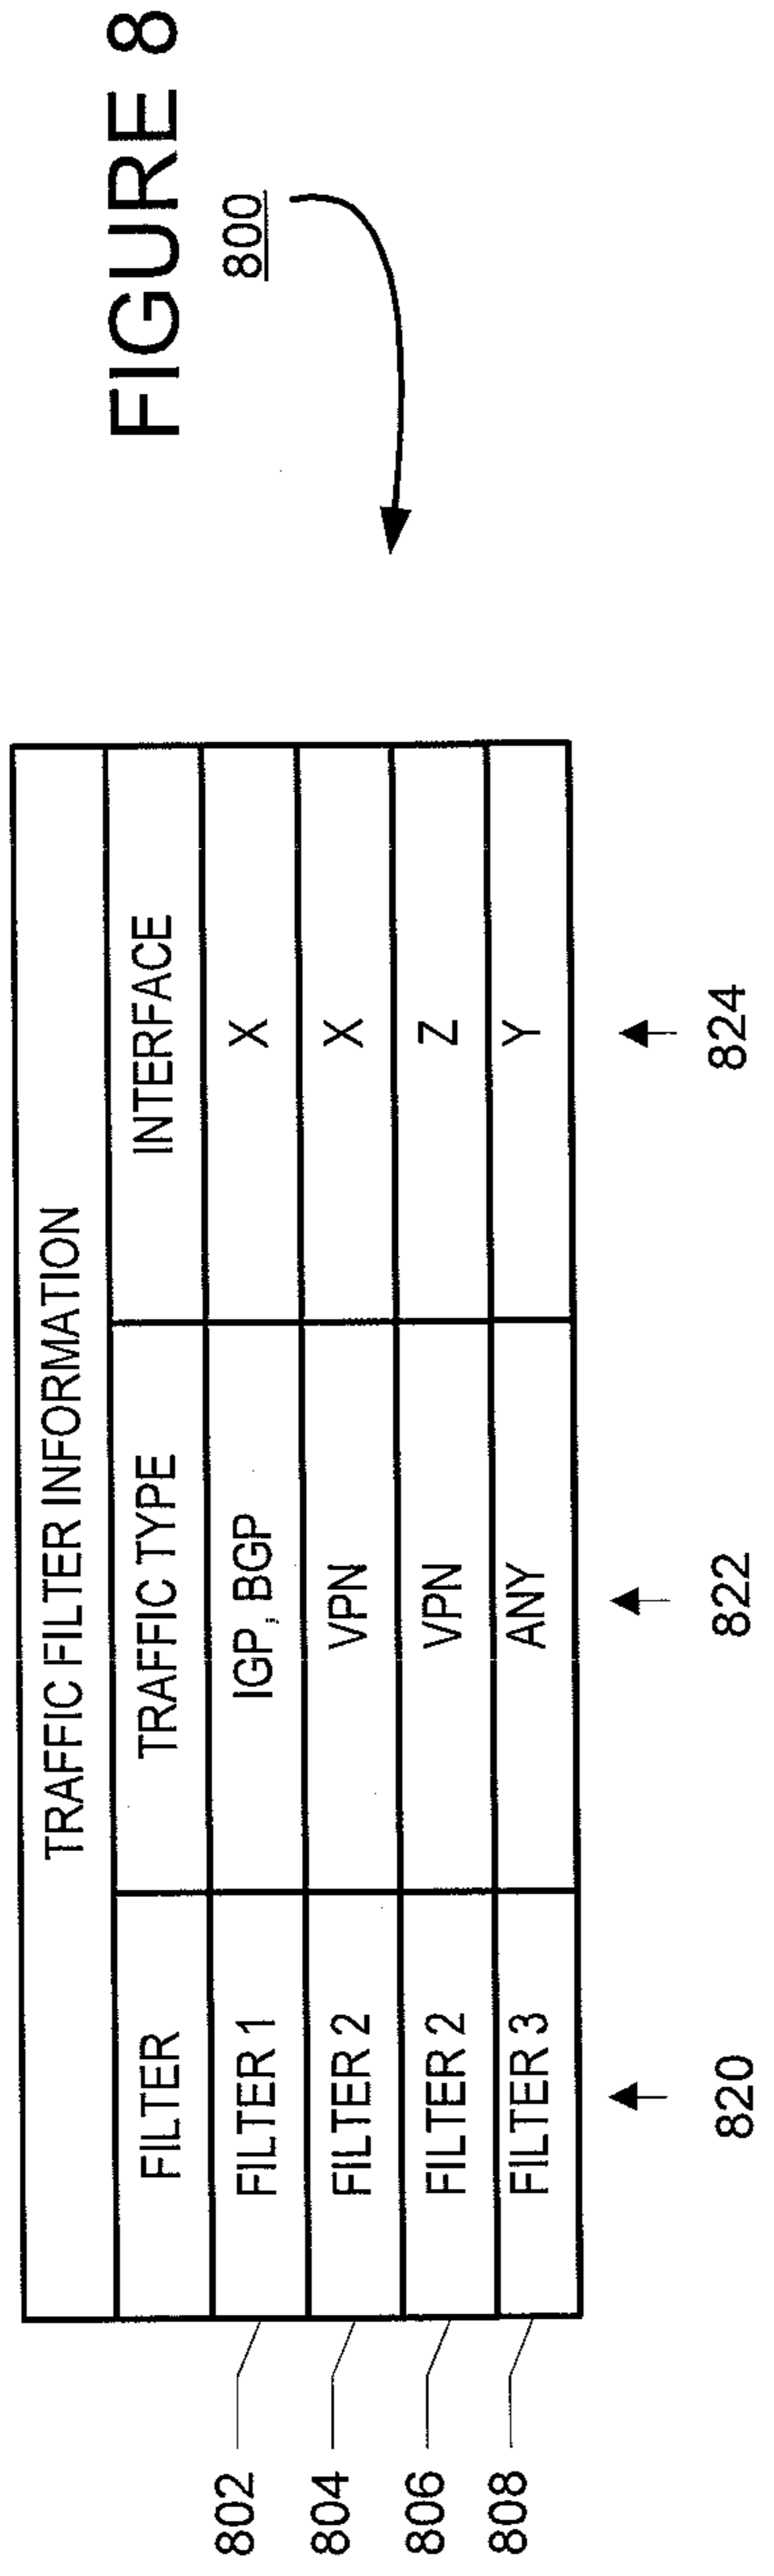 FIGURE 8
800
TRAFFIC FILTER INFORMATION
FILTER TRAFFIC TYPE INTERFACE
802 FILTER 1 IGP, BGP X
804 FILTER 2 VPN X
806 FILTER 2 VPN Z
808 FILTER 3 ANY Y
820 822 824